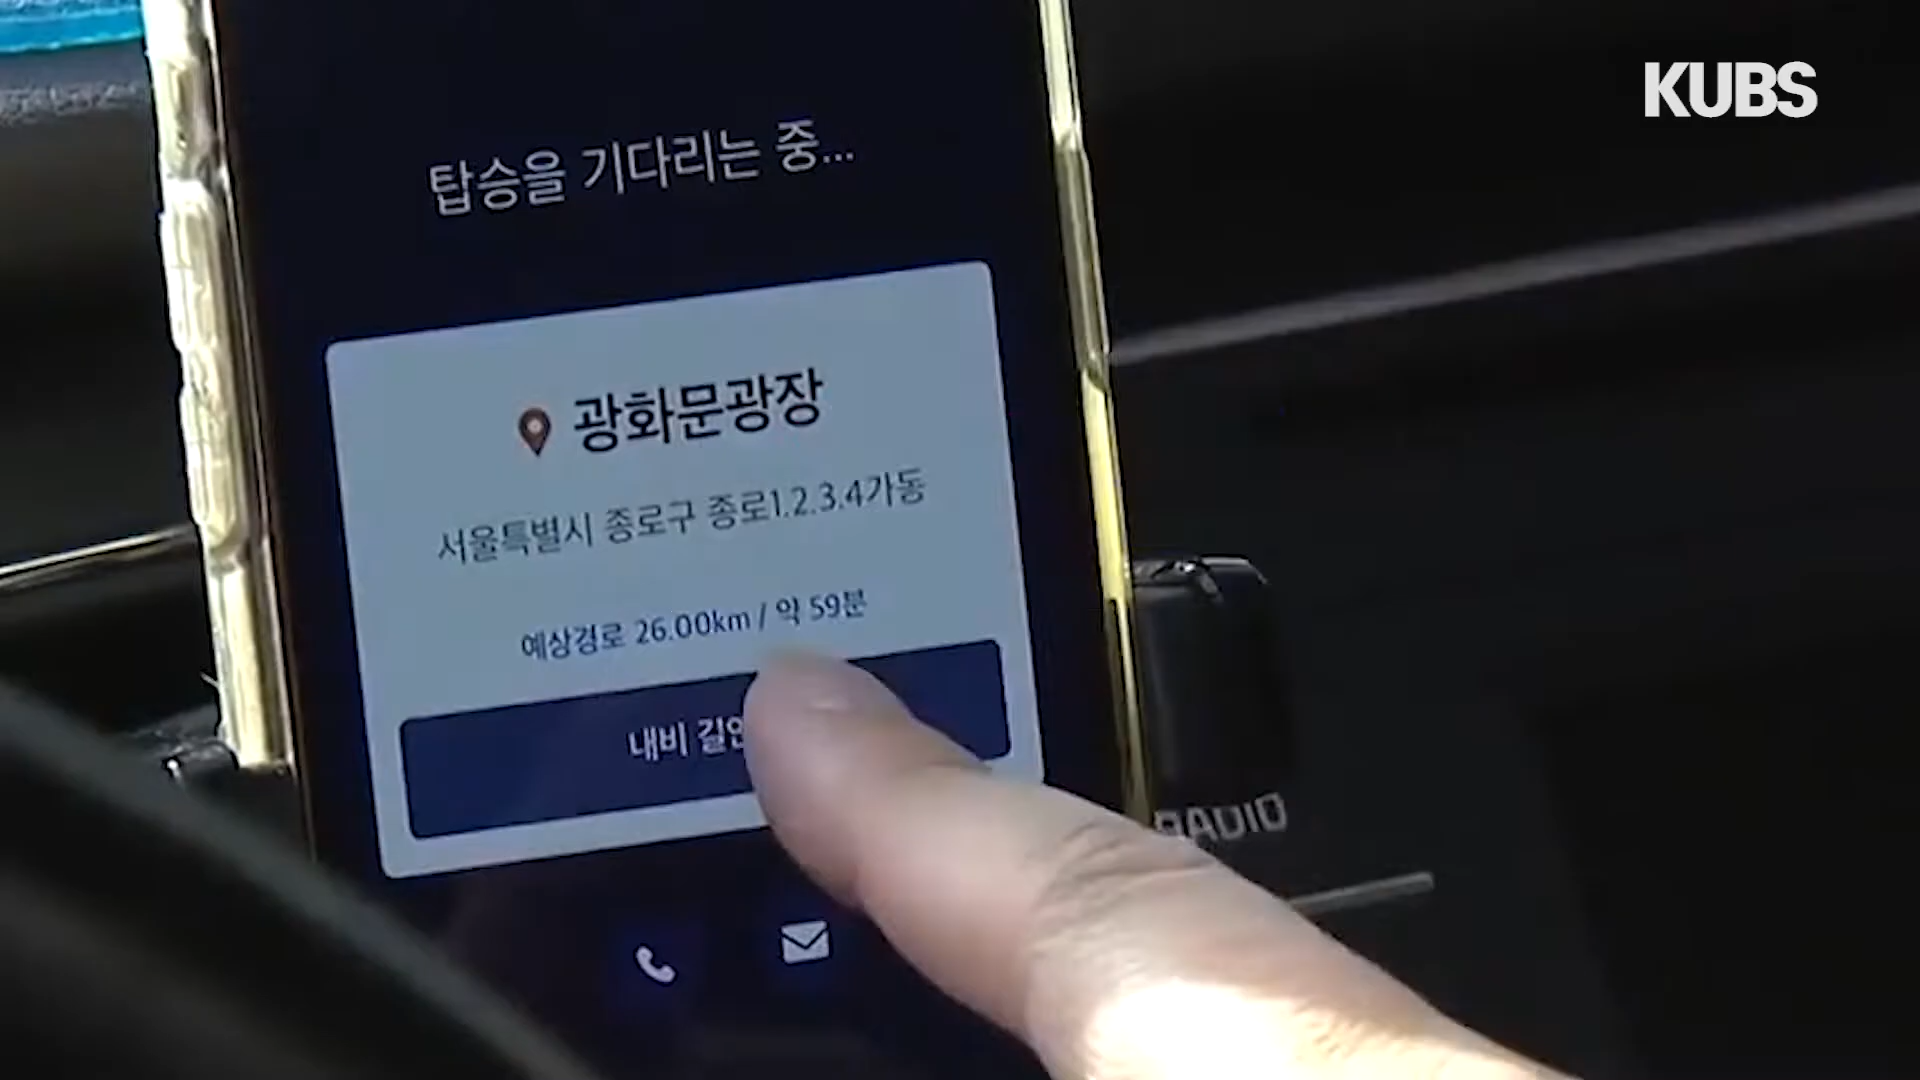 KUBS
탑승을 기다리는 중...
광화문광장
서울특별시 종로구 종로1.2.3.4가동
예상경로 26.00km / 약 59분
내비
RADIO